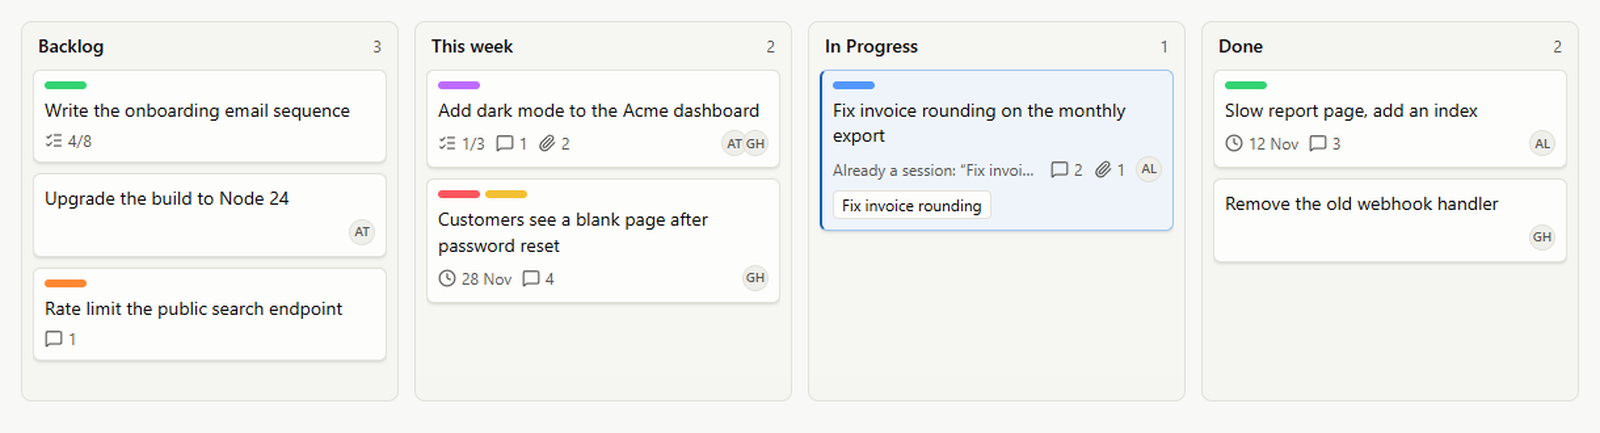 Backlog 3
Write the onboarding email sequence
4/8
Upgrade the build to Node 24
AT
Rate limit the public search endpoint
1
This week 2
Add dark mode to the Acme dashboard
1/3 1 2 AT GH
Customers see a blank page after
password reset
28 Nov 4 GH
In Progress 1
Fix invoice rounding on the monthly
export
Already a session: “Fix invoi... 2 1 AL
Fix invoice rounding
Done 2
Slow report page, add an index
12 Nov 3 AL
Remove the old webhook handler
GH